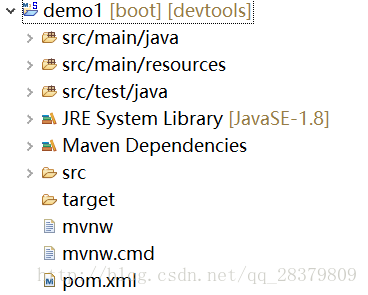 demo1 [boot] [devtools]
src/main/java
src/main/resources
src/test/java
JRE System Library [JavaSE-1.8]
Maven Dependencies
src
target
mvnw
mvnw.cmd
http://blog.csdn.net/qq_28379809
pom.xml